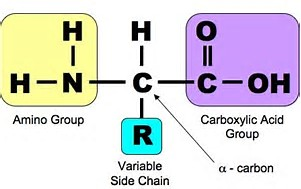 H H O
H N C C OH
Amino Group
R
Carboxylic Acid
Group
Variable
Side Chain
α - carbon